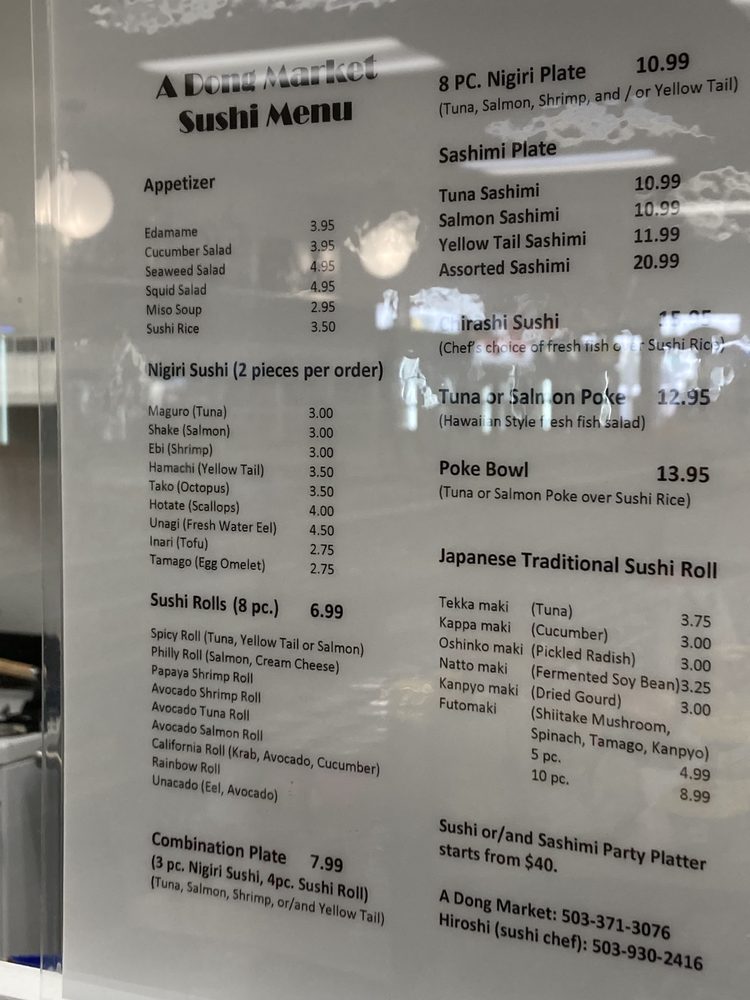 A Dong Market
Sushi Menu
Appetizer
Edamame 3.95
Cucumber Salad 3.95
Seaweed Salad 4.95
Squid Salad 4.95
Miso Soup 2.95
Sushi Rice 3.50
Nigiri Sushi (2 pieces per order)
Maguro (Tuna) 3.00
Shake (Salmon) 3.00
Ebi (Shrimp) 3.00
Hamachi (Yellow Tail) 3.50
Tako (Octopus) 3.50
Hotate (Scallops) 4.00
Unagi (Fresh Water Eel) 4.50
Inari (Tofu) 2.75
Tamago (Egg Omelet) 2.75
Sushi Rolls (8 pc.) 6.99
Spicy Roll (Tuna, Yellow Tail or Salmon)
Philly Roll (Salmon, Cream Cheese)
Papaya Shrimp Roll
Avocado Shrimp Roll
Avocado Tuna Roll
Avocado Salmon Roll
California Roll (Krab, Avocado, Cucumber)
Rainbow Roll
Unacado (Eel, Avocado)
Combination Plate 7.99
(3 pc. Nigiri Sushi, 4pc. Sushi Roll)
(Tuna, Salmon, Shrimp, or/and Yellow Tail)
8 PC. Nigiri Plate 10.99
(Tuna, Salmon, Shrimp, and / or Yellow Tail)
Sashimi Plate
Tuna Sashimi 10.99
Salmon Sashimi 10.99
Yellow Tail Sashimi 11.99
Assorted Sashimi 20.99
Chirashi Sushi
(Chef's choice of fresh fish over Sushi Rice)
Tuna or Salmon Poke 12.95
(Hawaiian Style fresh fish salad)
Poke Bowl 13.95
(Tuna or Salmon Poke over Sushi Rice)
Japanese Traditional Sushi Roll
Tekka maki (Tuna) 3.75
Kappa maki (Cucumber) 3.00
Oshinko maki (Pickled Radish) 3.00
Natto maki (Fermented Soy Bean) 3.25
Kanpyo maki (Dried Gourd) 3.00
Futomaki (Shiitake Mushroom,
Spinach, Tamago, Kanpyo)
5 pc. 4.99
10 pc. 8.99
Sushi or/and Sashimi Party Platter
starts from $40.
A Dong Market: 503-371-3076
Hiroshi (sushi chef): 503-930-2416